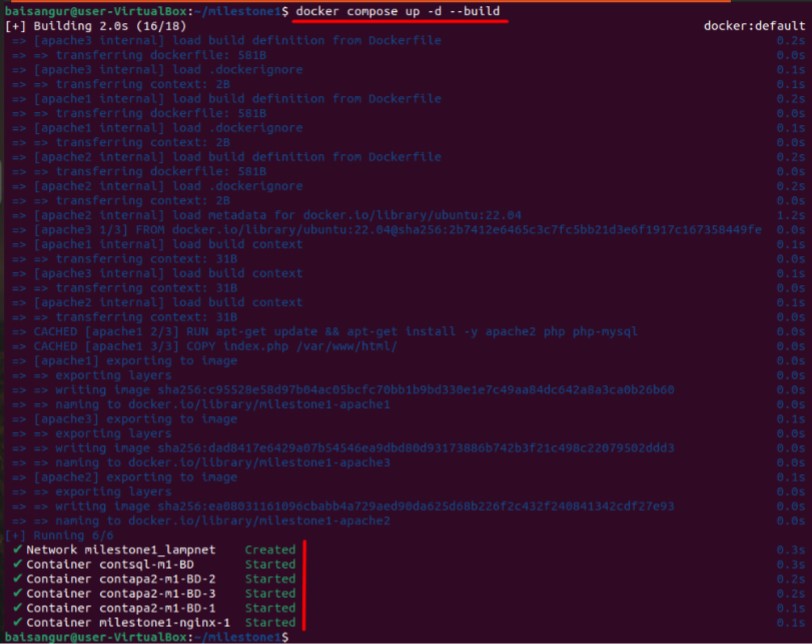 baisangur@user-VirtualBox:~/milestone1$ docker compose up -d --build
[+] Building 2.0s (16/18) docker:default
=> [apache3 internal] load build definition from Dockerfile 0.2s
=> => transferring dockerfile: 581B 0.0s
=> [apache3 internal] load .dockerignore 0.1s
=> => transferring context: 2B 0.1s
=> [apache1 internal] load build definition from Dockerfile 0.2s
=> => transferring dockerfile: 581B 0.0s
=> [apache1 internal] load .dockerignore 0.1s
=> => transferring context: 2B 0.0s
=> [apache2 internal] load build definition from Dockerfile 0.2s
=> => transferring dockerfile: 581B 0.0s
=> [apache2 internal] load .dockerignore 0.2s
=> => transferring context: 2B 0.0s
=> [apache2 internal] load metadata for docker.io/library/ubuntu:22.04 1.2s
=> [apache3 1/3] FROM docker.io/library/ubuntu:22.04@sha256:2b7412e6465c3c7fc5bb21d3e6f1917c167358449fe 0.0s
=> [apache1 internal] load build context 0.1s
=> => transferring context: 31B 0.0s
=> [apache3 internal] load build context 0.1s
=> => transferring context: 31B 0.0s
=> [apache2 internal] load build context 0.1s
=> => transferring context: 31B 0.0s
=> CACHED [apache1 2/3] RUN apt-get update && apt-get install -y apache2 php php-mysql 0.0s
=> CACHED [apache1 3/3] COPY index.php /var/www/html/ 0.0s
=> [apache1] exporting to image 0.0s
=> => exporting layers 0.0s
=> => writing image 0.0s
=> => naming to docker.io/library/milestone1-apache1 0.0s
=> [apache3] exporting to image 0.1s
=> => exporting layers 0.0s
=> => writing image 0.0s
=> => naming to docker.io/library/milestone1-apache3 0.0s
=> [apache2] exporting to image 0.1s
=> => exporting layers 0.0s
=> => writing image 0.0s
=> => naming to docker.io/library/milestone1-apache2 0.0s
[+] Running 6/6
✔ Network milestone1_lampnet Created 0.3s
✔ Container contsql-m1-BD Started 0.3s
✔ Container contapa2-m1-BD-2 Started 0.2s
✔ Container contapa2-m1-BD-3 Started 0.2s
✔ Container contapa2-m1-BD-1 Started 0.1s
✔ Container milestone1-nginx-1 Started 0.1s
baisangur@user-VirtualBox:~/milestone1$